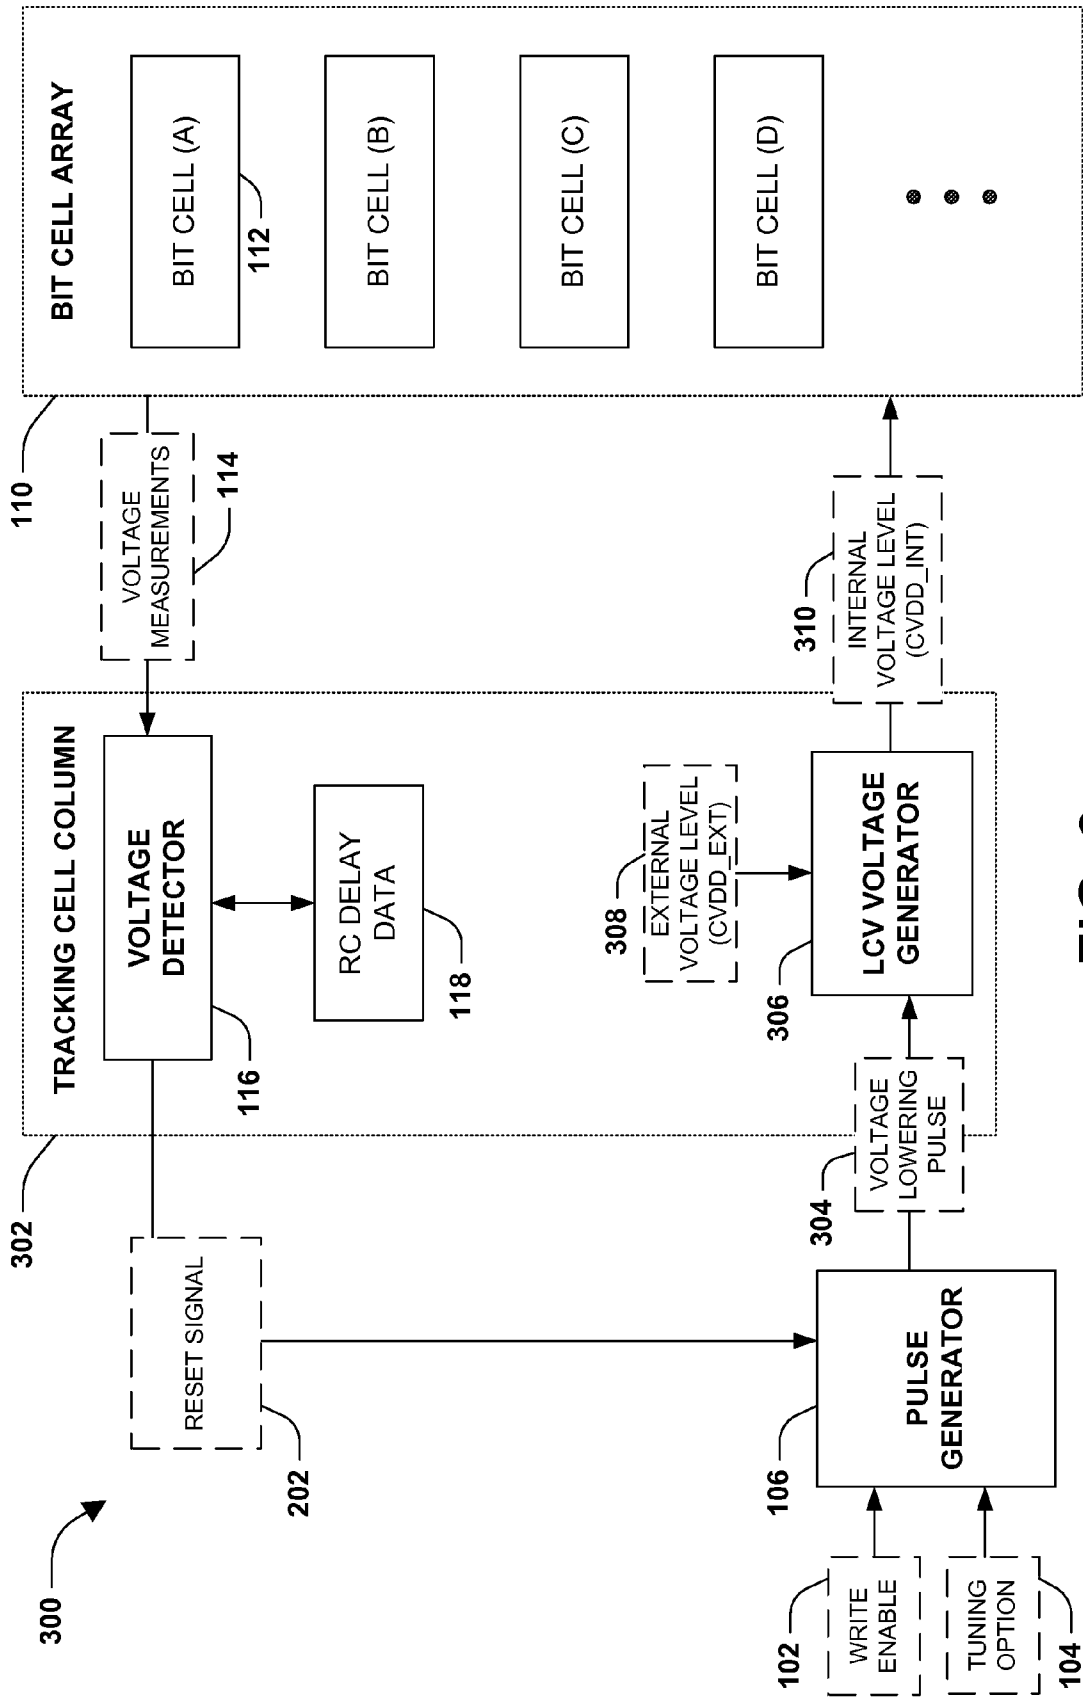 300
RESET SIGNAL
202
302
TRACKING CELL COLUMN
VOLTAGE
DETECTOR
116
RC DELAY
DATA
118
VOLTAGE
MEASUREMENTS
114
110
BIT CELL ARRAY
BIT CELL (A)
112
BIT CELL (B)
BIT CELL (C)
BIT CELL (D)
102
WRITE
ENABLE
TUNING
OPTION
104
106
PULSE
GENERATOR
304
VOLTAGE
LOWERING
PULSE
308
EXTERNAL
VOLTAGE LEVEL
(CVDD_EXT)
306
LCV VOLTAGE
GENERATOR
310
INTERNAL
VOLTAGE LEVEL
(CVDD_INT)